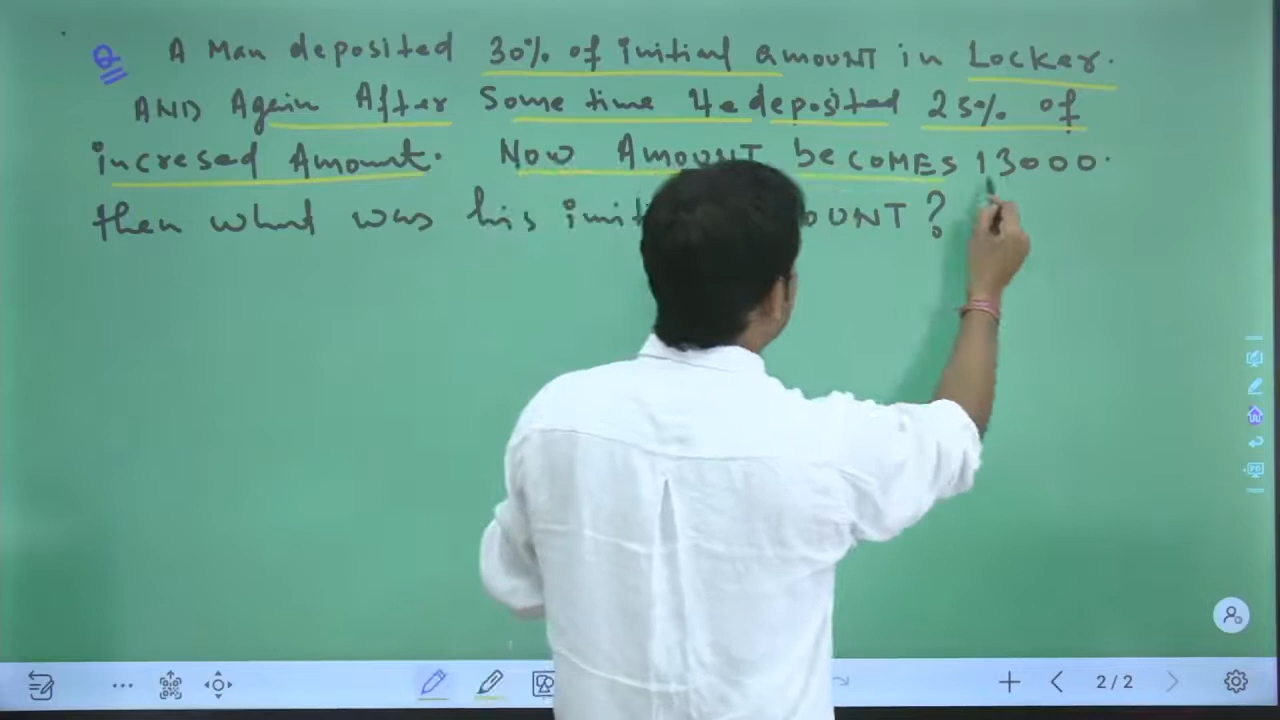 Q A Man deposited 30% of initial amount in Locker.
AND Again After Some time He deposited 25% of
incresed Amount. Now AMOUNT beCOMES 13000.
then what was his ?
2/2